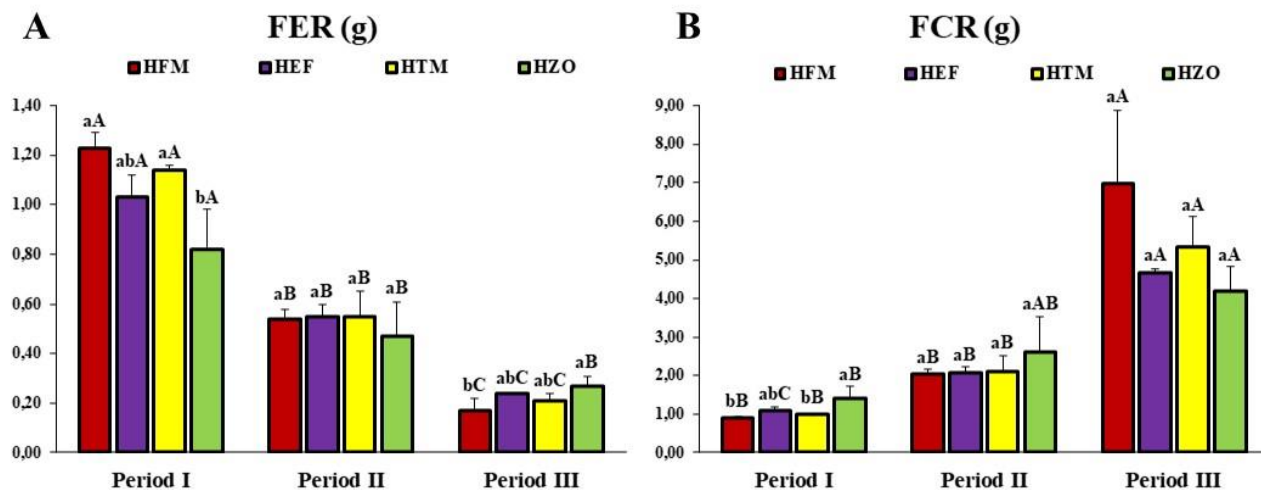 A FER (g)
HFM HEF HTM HZO
1,40
1,20
1,00
0,80
0,60
0,40
0,20
0,00
aA abA aA bA
aB aB aB aB
bC abC abC aB
Period I Period II Period III
B FCR (g)
HFM HEF HTM HZO
9,00
8,00
7,00
6,00
5,00
4,00
3,00
2,00
1,00
0,00
bB abC bB aB
aB aB aB aAB
aA aA aA aA
Period I Period II Period III